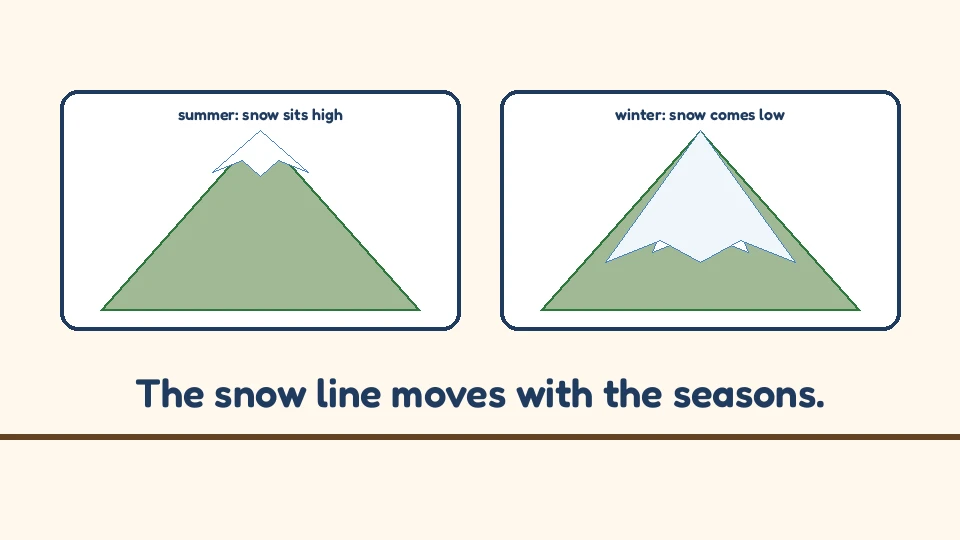 summer: snow sits high
winter: snow comes low
The snow line moves with the seasons.